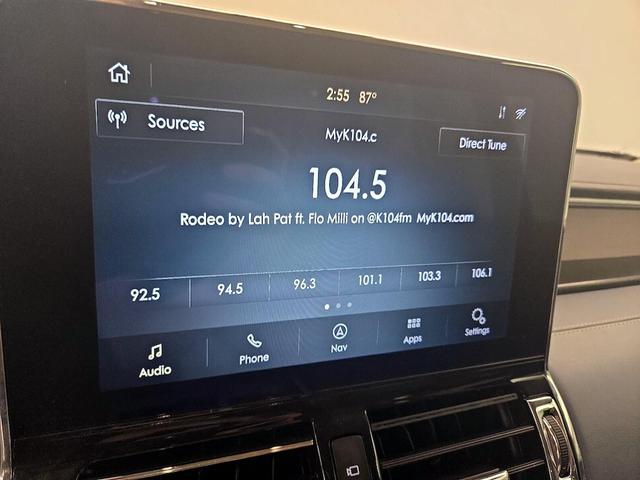 2:55 87°
Sources
MyK104.c
Direct Tune
104.5
Rodeo by Lah Pat ft. Flo Milli on @K104fm MyK104.com
92.5 94.5 96.3 101.1 103.3 106.1
Audio Phone Nav Apps Settings